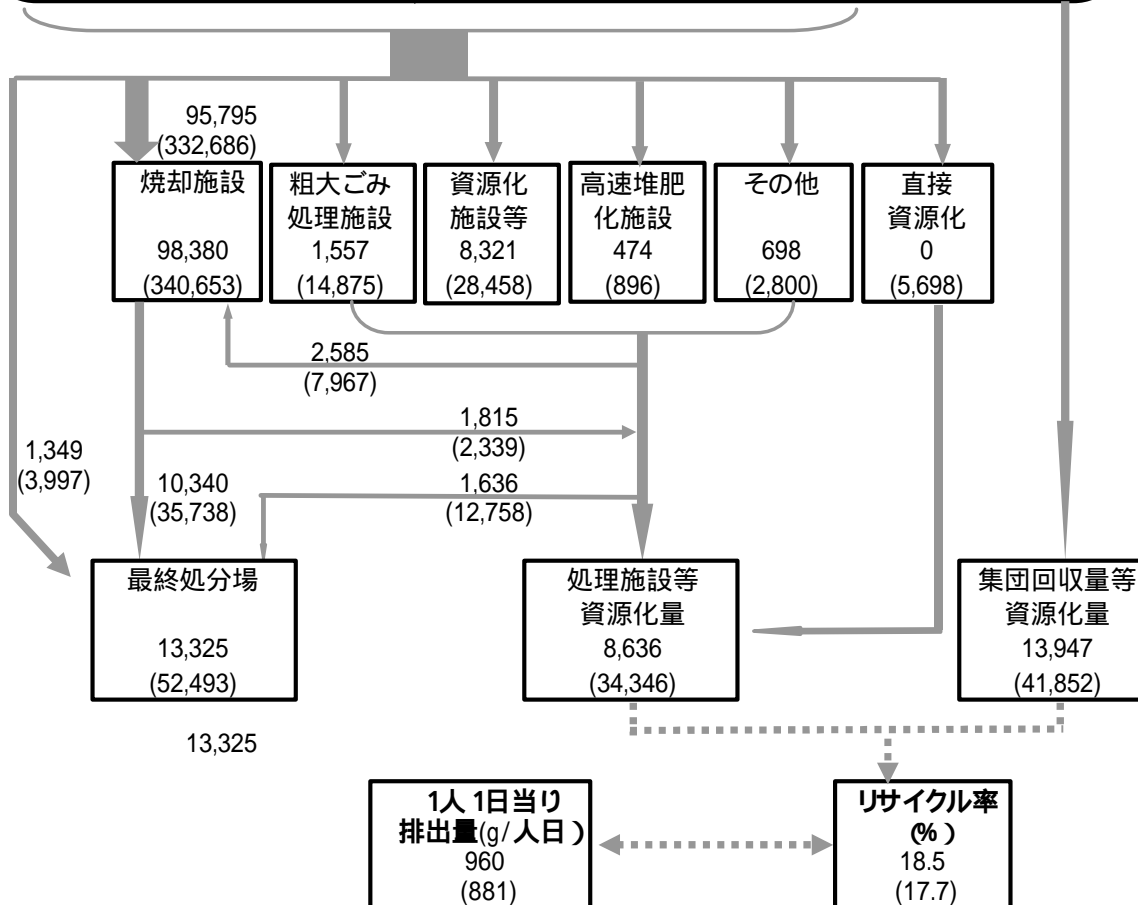 95,795
(332,686)
焼却施設
98,380
(340,653)
粗大ごみ
処理施設
1,557
(14,875)
資源化
施設等
8,321
(28,458)
高速堆肥
化施設
474
(896)
その他
698
(2,800)
直接
資源化
0
(5,698)
2,585
(7,967)
1,815
(2,339)
1,349
(3,997)
10,340
(35,738)
1,636
(12,758)
最終処分場
13,325
(52,493)
処理施設等
資源化量
8,636
(34,346)
集団回収量等
資源化量
13,947
(41,852)
13,325
1人1日当り
排出量(g/人日)
960
(881)
リサイクル率
(%)
18.5
(17.7)